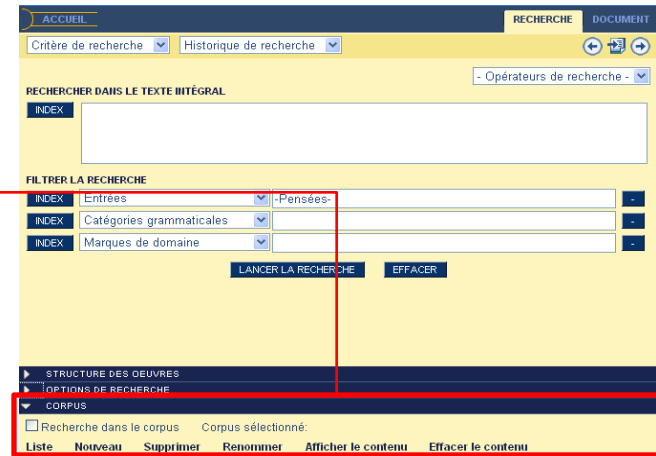 ACCUEIL RECHERCHE DOCUMENT
Critère de recherche Historique de recherche
- Opérateurs de recherche -
RECHERCHER DANS LE TEXTE INTÉGRAL
INDEX
FILTRER LA RECHERCHE
INDEX Entrées -Pensées- -
INDEX Catégories grammaticales -
INDEX Marques de domaine -
LANCER LA RECHERCHE EFFACER
STRUCTURE DES OEUVRES
OPTIONS DE RECHERCHE
CORPUS
Recherche dans le corpus Corpus sélectionné:
Liste Nouveau Supprimer Renommer Afficher le contenu Effacer le contenu